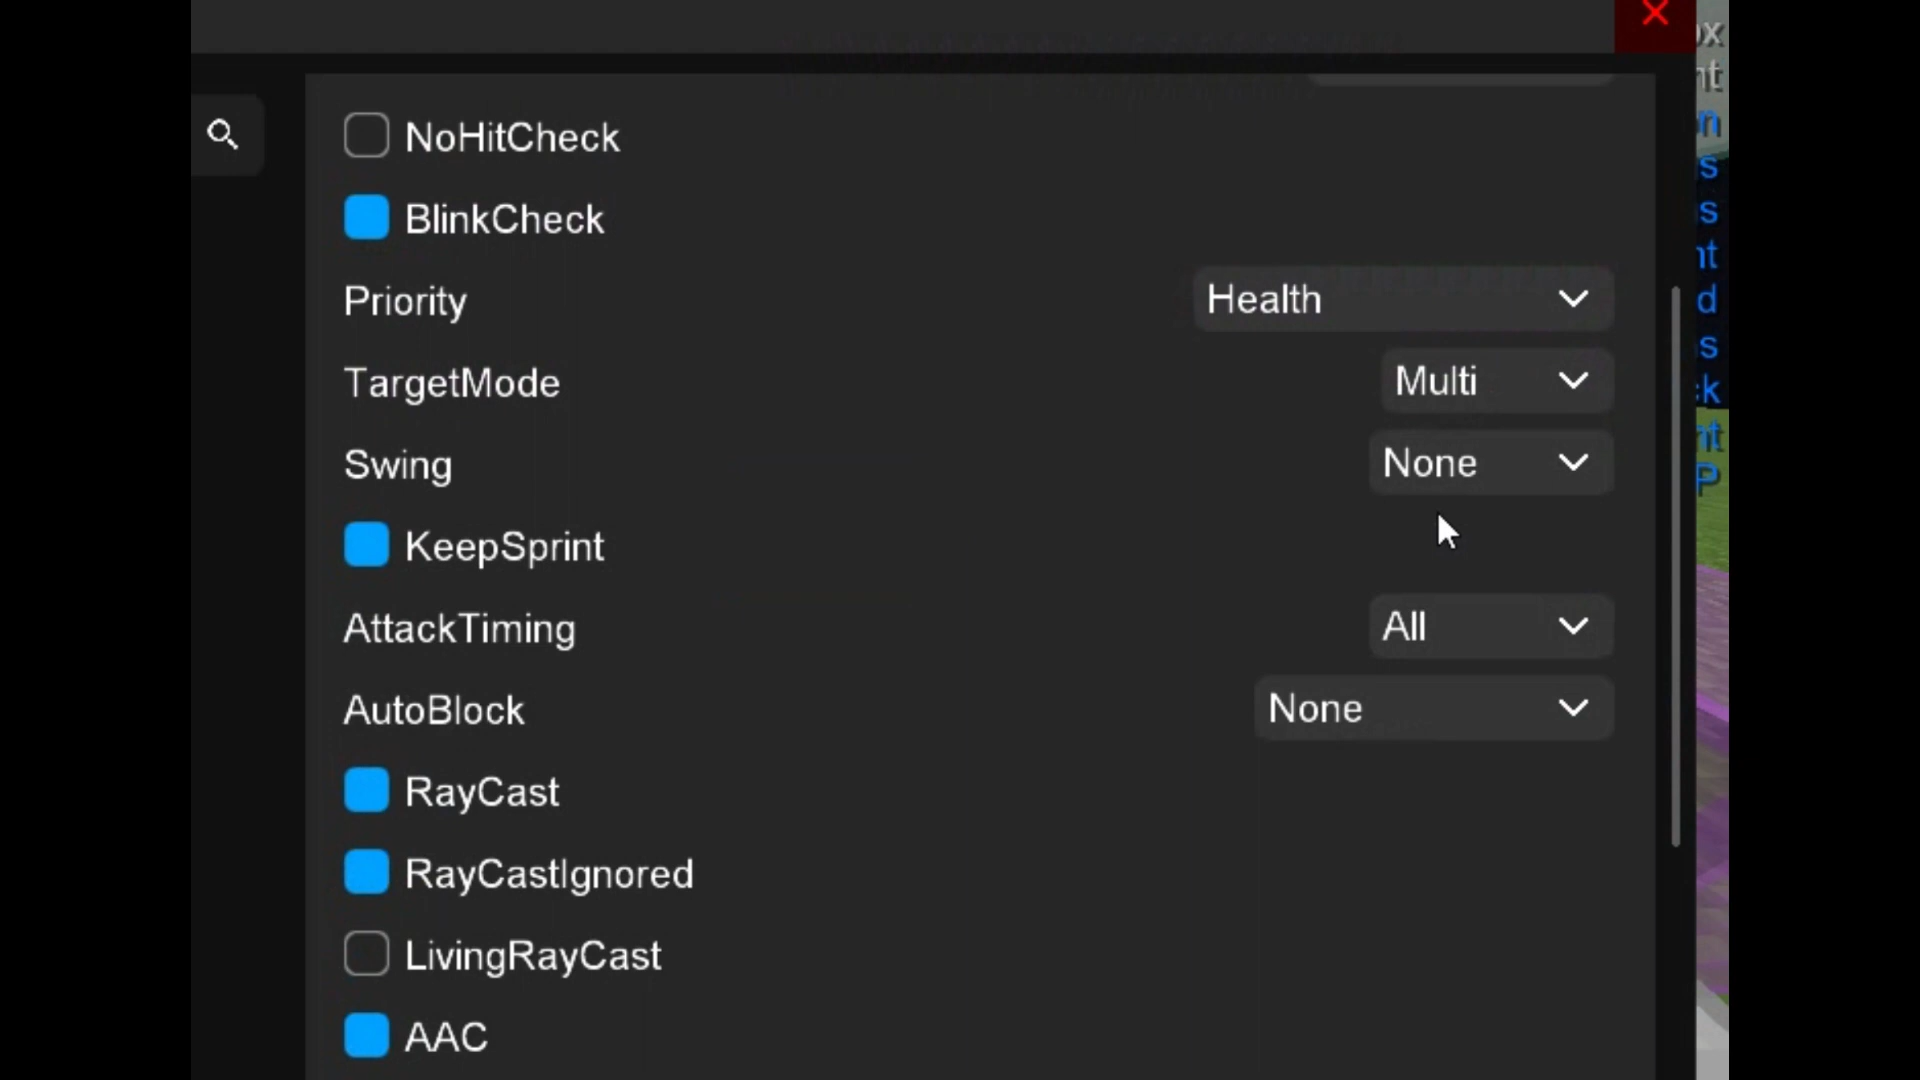 NoHitCheck
BlinkCheck
Priority Health
TargetMode Multi
Swing None
KeepSprint
AttackTiming All
AutoBlock None
RayCast
RayCastIgnored
LivingRayCast
AAC